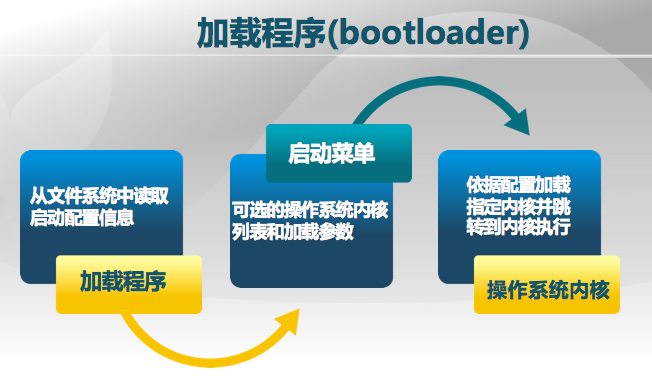 加载程序(bootloader)
从文件系统中读取
启动配置信息
加载程序
启动菜单
可选的操作系统内核
列表和加载参数
依据配置加载
指定内核并跳
转到内核执行
操作系统内核